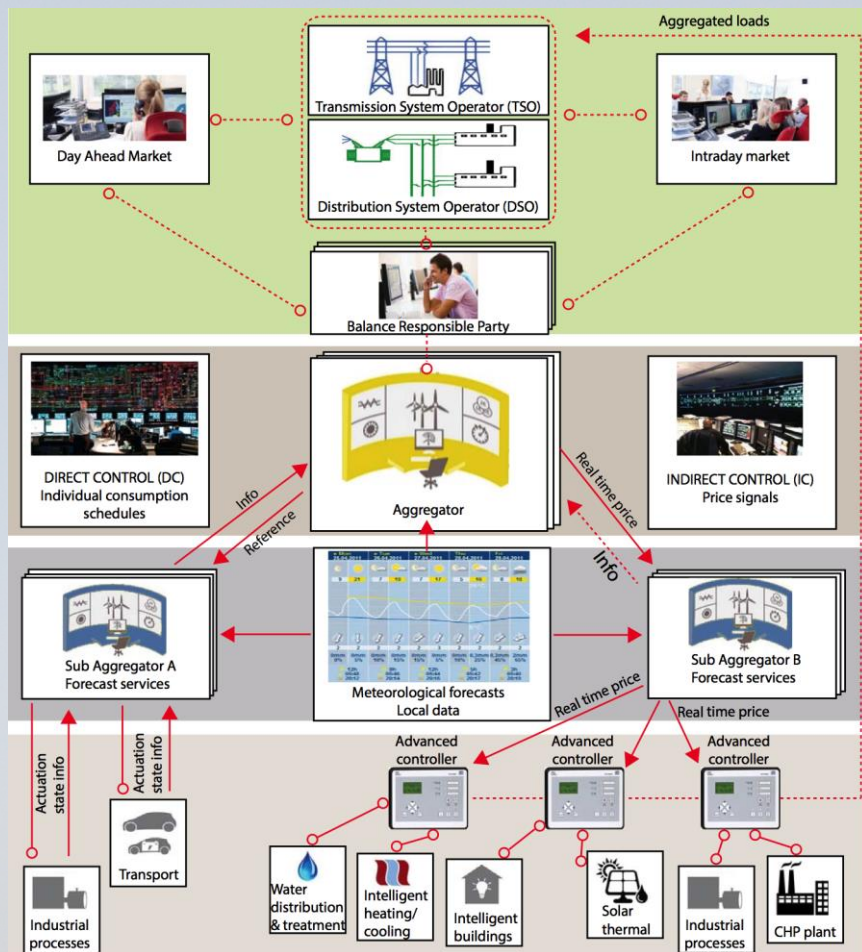 Aggregated loads
Transmission System Operator (TSO)
Day Ahead Market
Intraday market
Distribution System Operator (DSO)
Balance Responsible Party
DIRECT CONTROL (DC)
Individual consumption
schedules
Info
Reference
Aggregator
Real time price
Info
INDIRECT CONTROL (IC)
Price signals
Sub Aggregator A
Forecast services
Meteorological forecasts
Local data
Sub Aggregator B
Forecast services
Real time price
Real time price
Actuation
state info
Actuation
state info
Advanced
controller
Advanced
controller
Advanced
controller
Transport
Industrial
processes
Water
distribution
& treatment
Intelligent
heating/
cooling
Intelligent
buildings
Solar
thermal
Industrial
processes
CHP plant